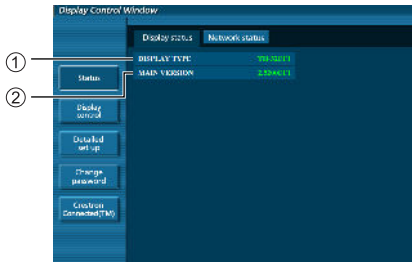 Display Control Window
Display status
Network status
①
DISPLAY TYPE
②
MAIN VERSION
Status
Display
control
Detailed
set up
Change
password
Crestron
Connected(TM)